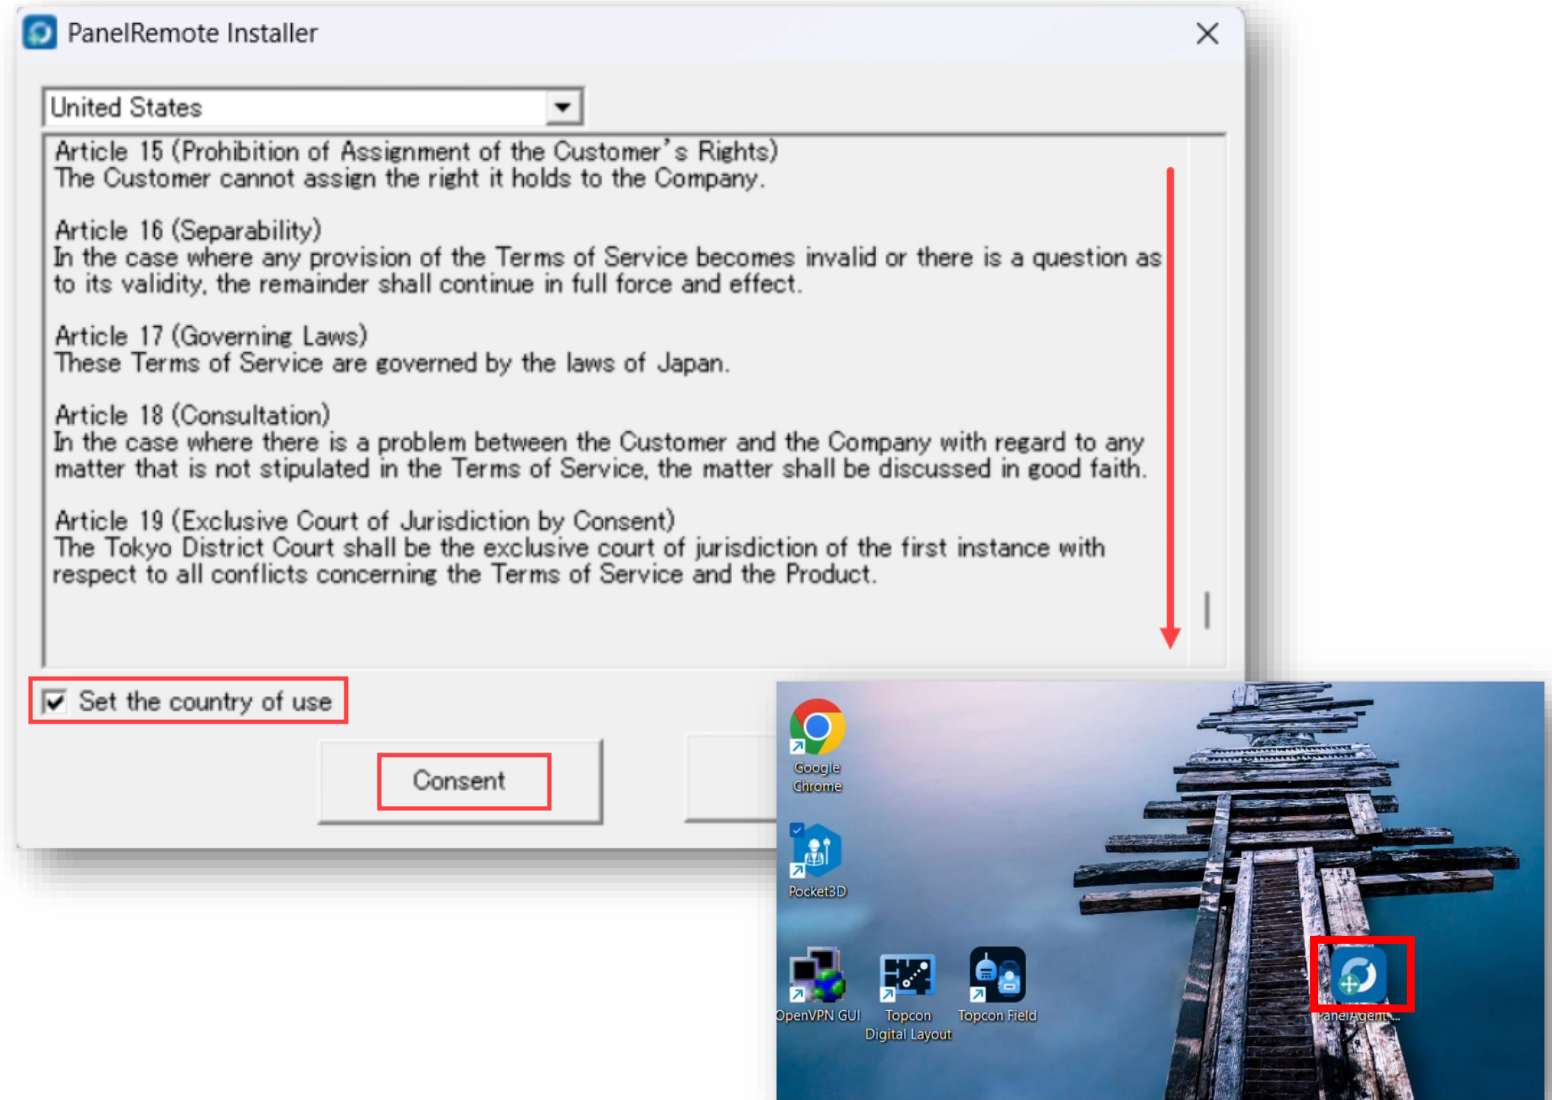 PanelRemote Installer
United States
Article 15 (Prohibition of Assignment of the Customer's Rights)
The Customer cannot assign the right it holds to the Company.
Article 16 (Separability)
In the case where any provision of the Terms of Service becomes invalid or there is a question as
to its validity, the remainder shall continue in full force and effect.
Article 17 (Governing Laws)
These Terms of Service are governed by the laws of Japan.
Article 18 (Consultation)
In the case where there is a problem between the Customer and the Company with regard to any
matter that is not stipulated in the Terms of Service, the matter shall be discussed in good faith.
Article 19 (Exclusive Court of Jurisdiction by Consent)
The Tokyo District Court shall be the exclusive court of jurisdiction of the first instance with
respect to all conflicts concerning the Terms of Service and the Product.
Set the country of use
Consent
Google
Chrome
Pocket3D
OpenVPN GUI
Topcon
Digital Layout
Topcon Field
PanelAgent-...